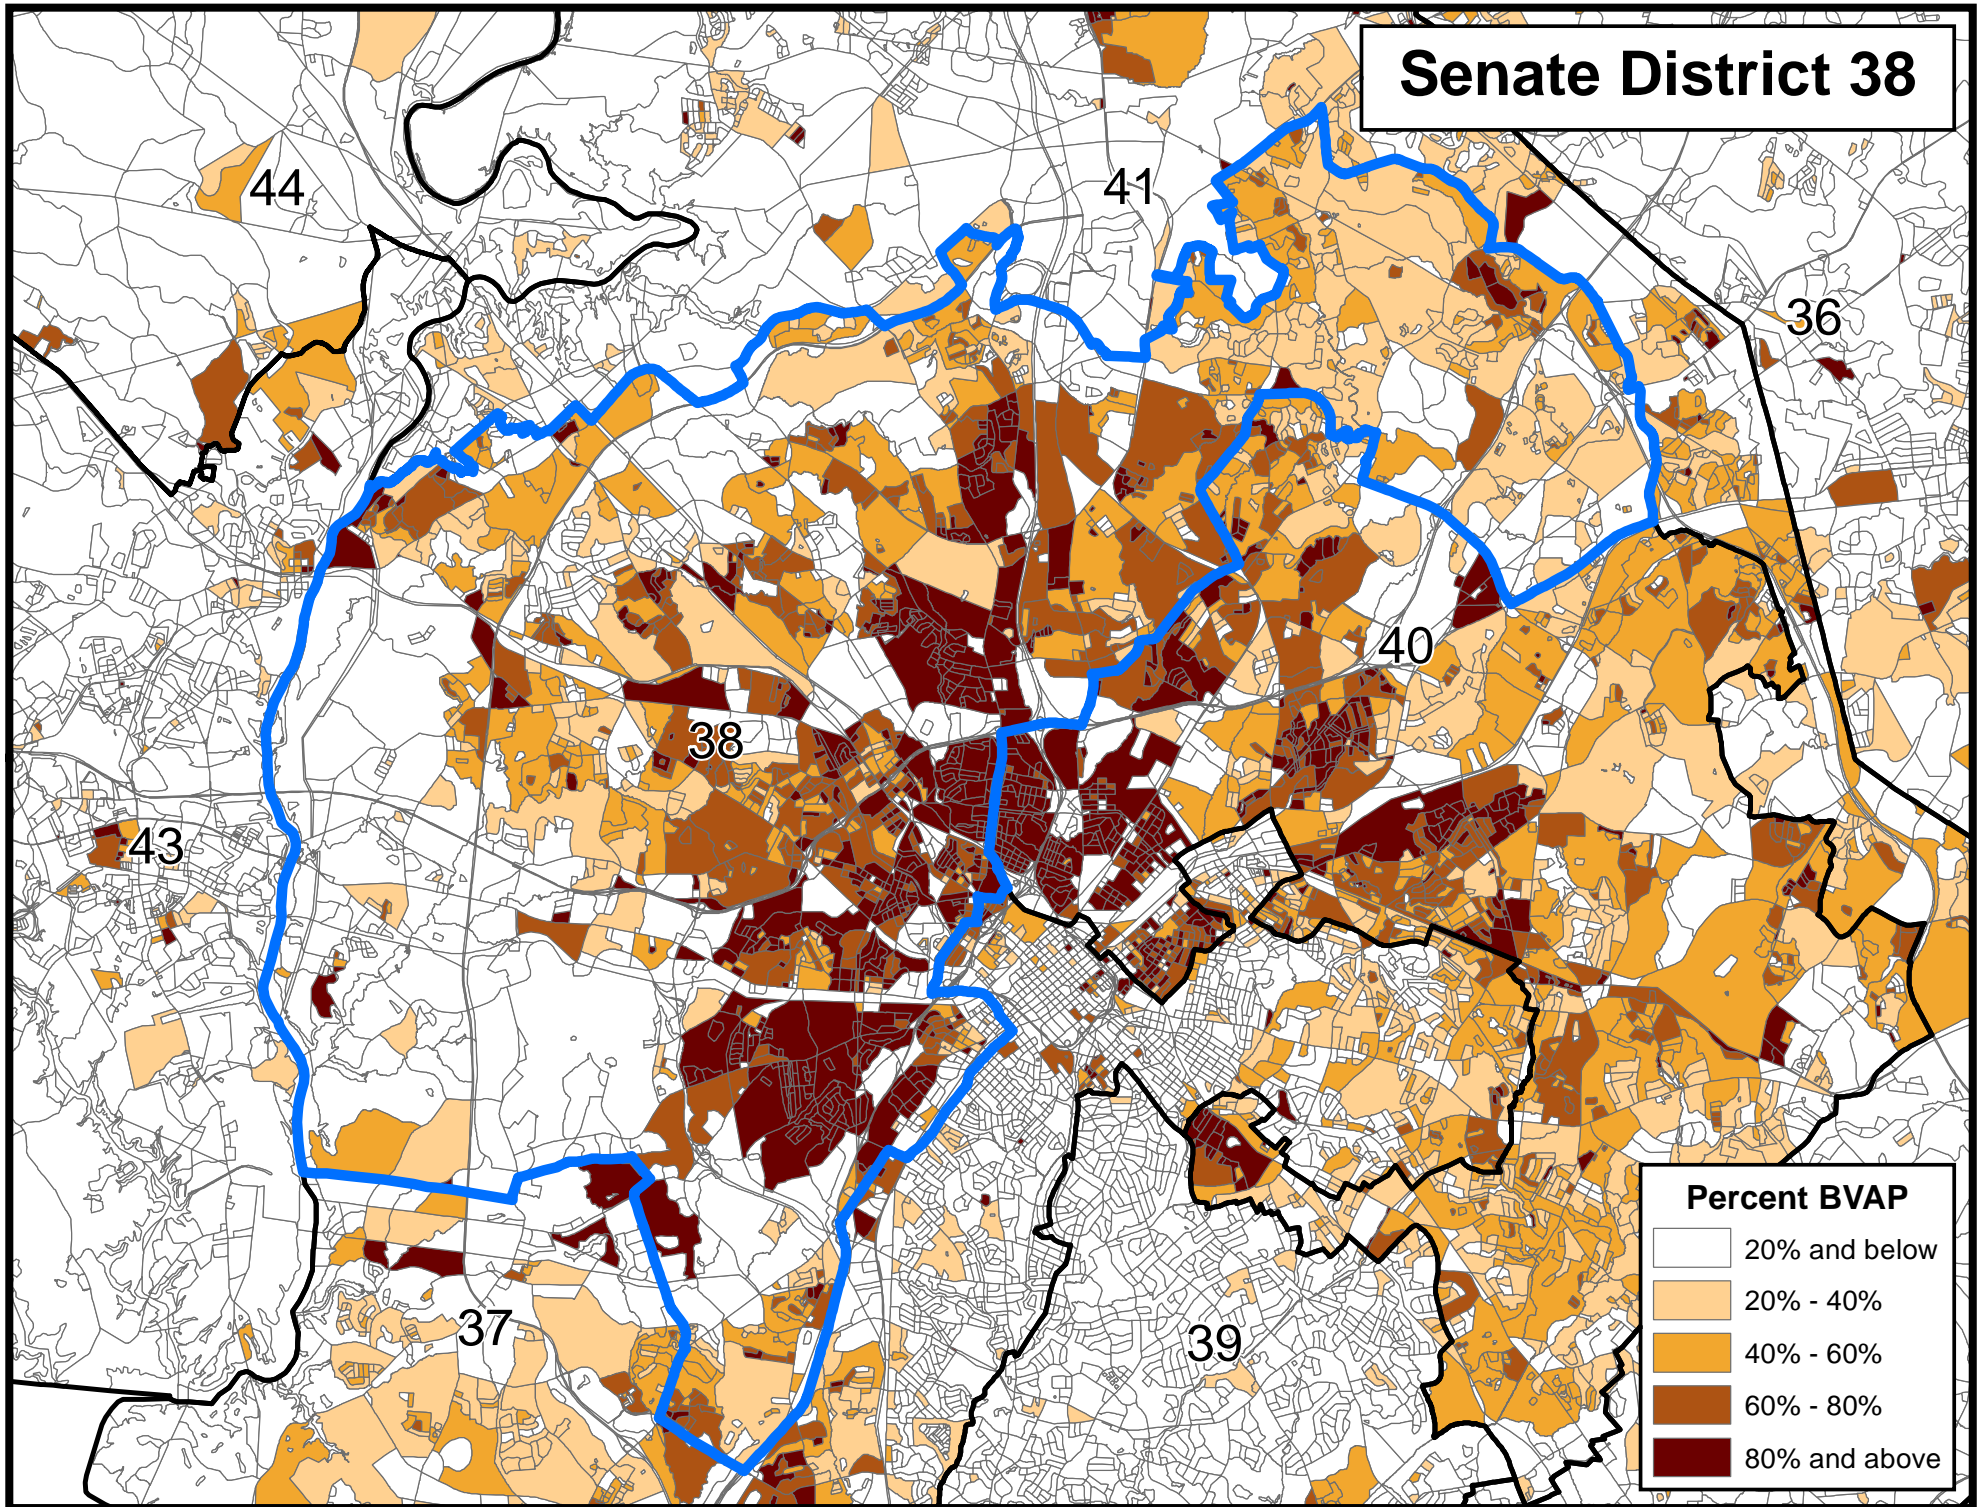 Senate District 38
44
41
36
40
38
43
37
39
Percent BVAP
20% and below
20% - 40%
40% - 60%
60% - 80%
80% and above